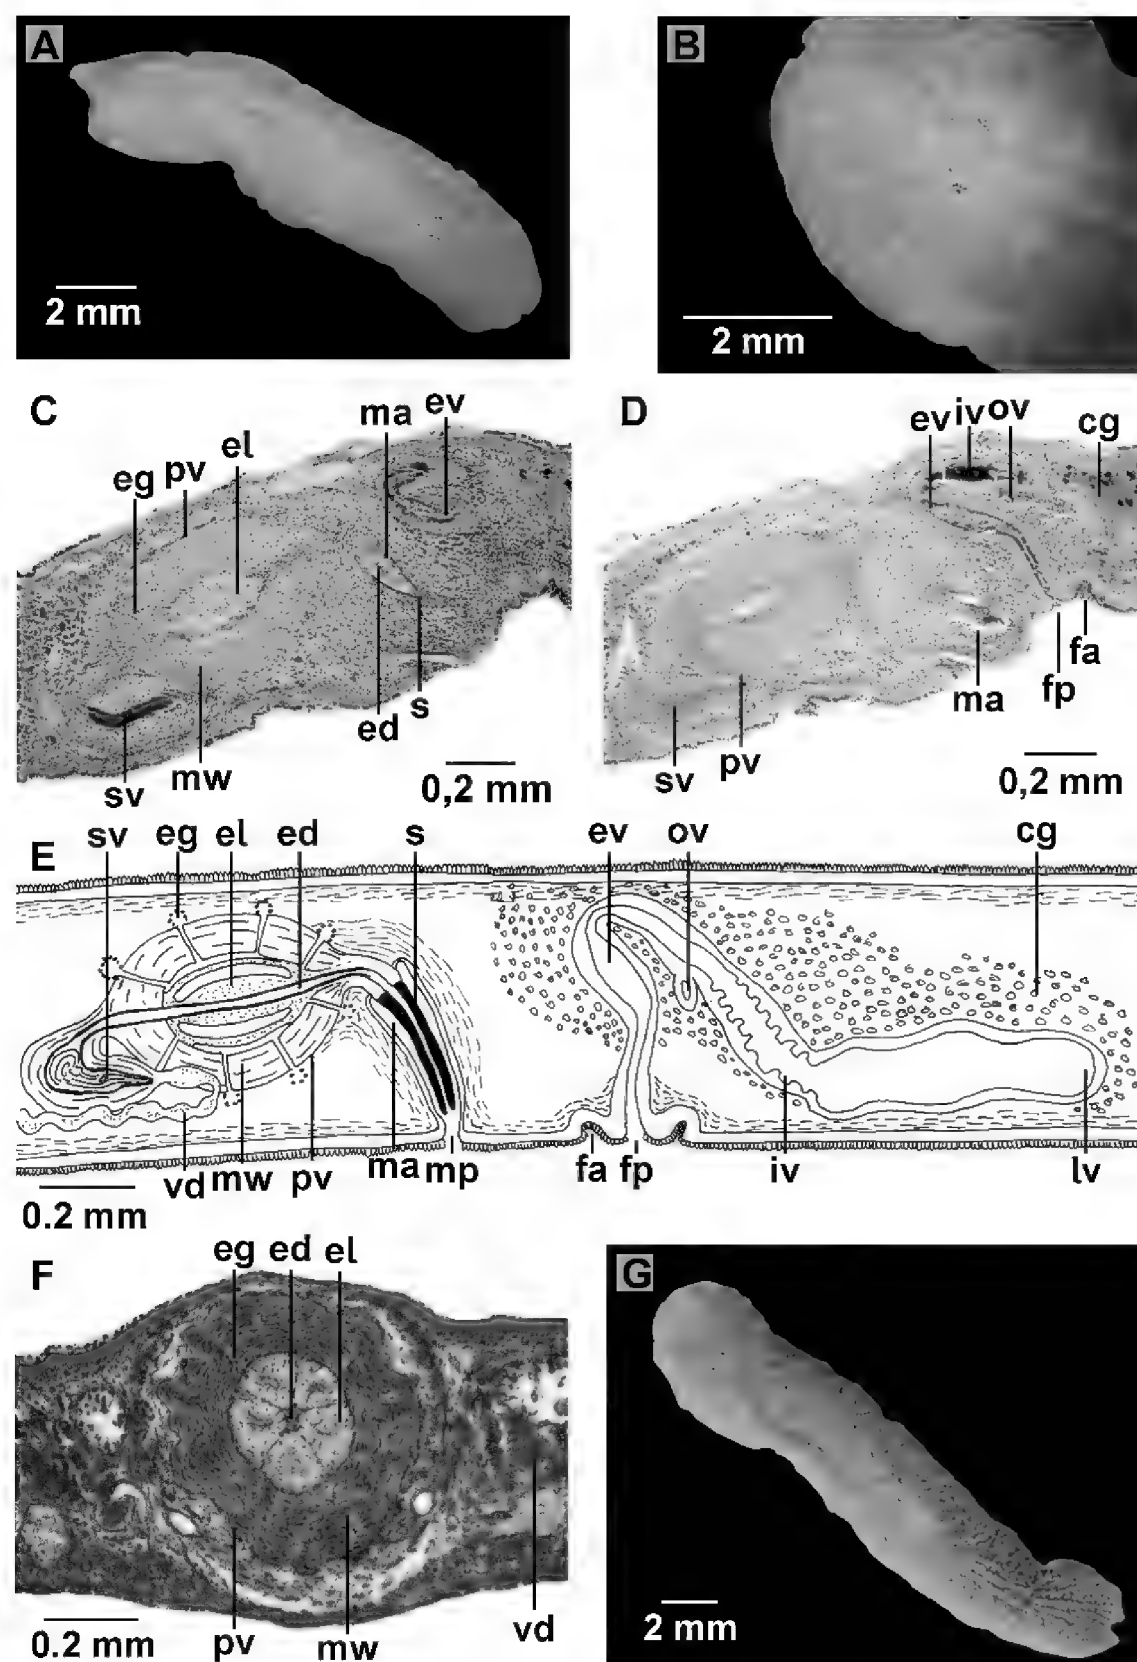 A
B
2 mm
2 mm
C
ma ev
eg pv el
ed s
sv mw
0,2 mm
D
ev iv ov cg
fa
fp
ma
sv pv
0,2 mm
E
sv eg el ed s ev ov cg
vd mw pv ma mp fa fp iv lv
0.2 mm
F
eg ed el
pv mw vd
0.2 mm
G
2 mm